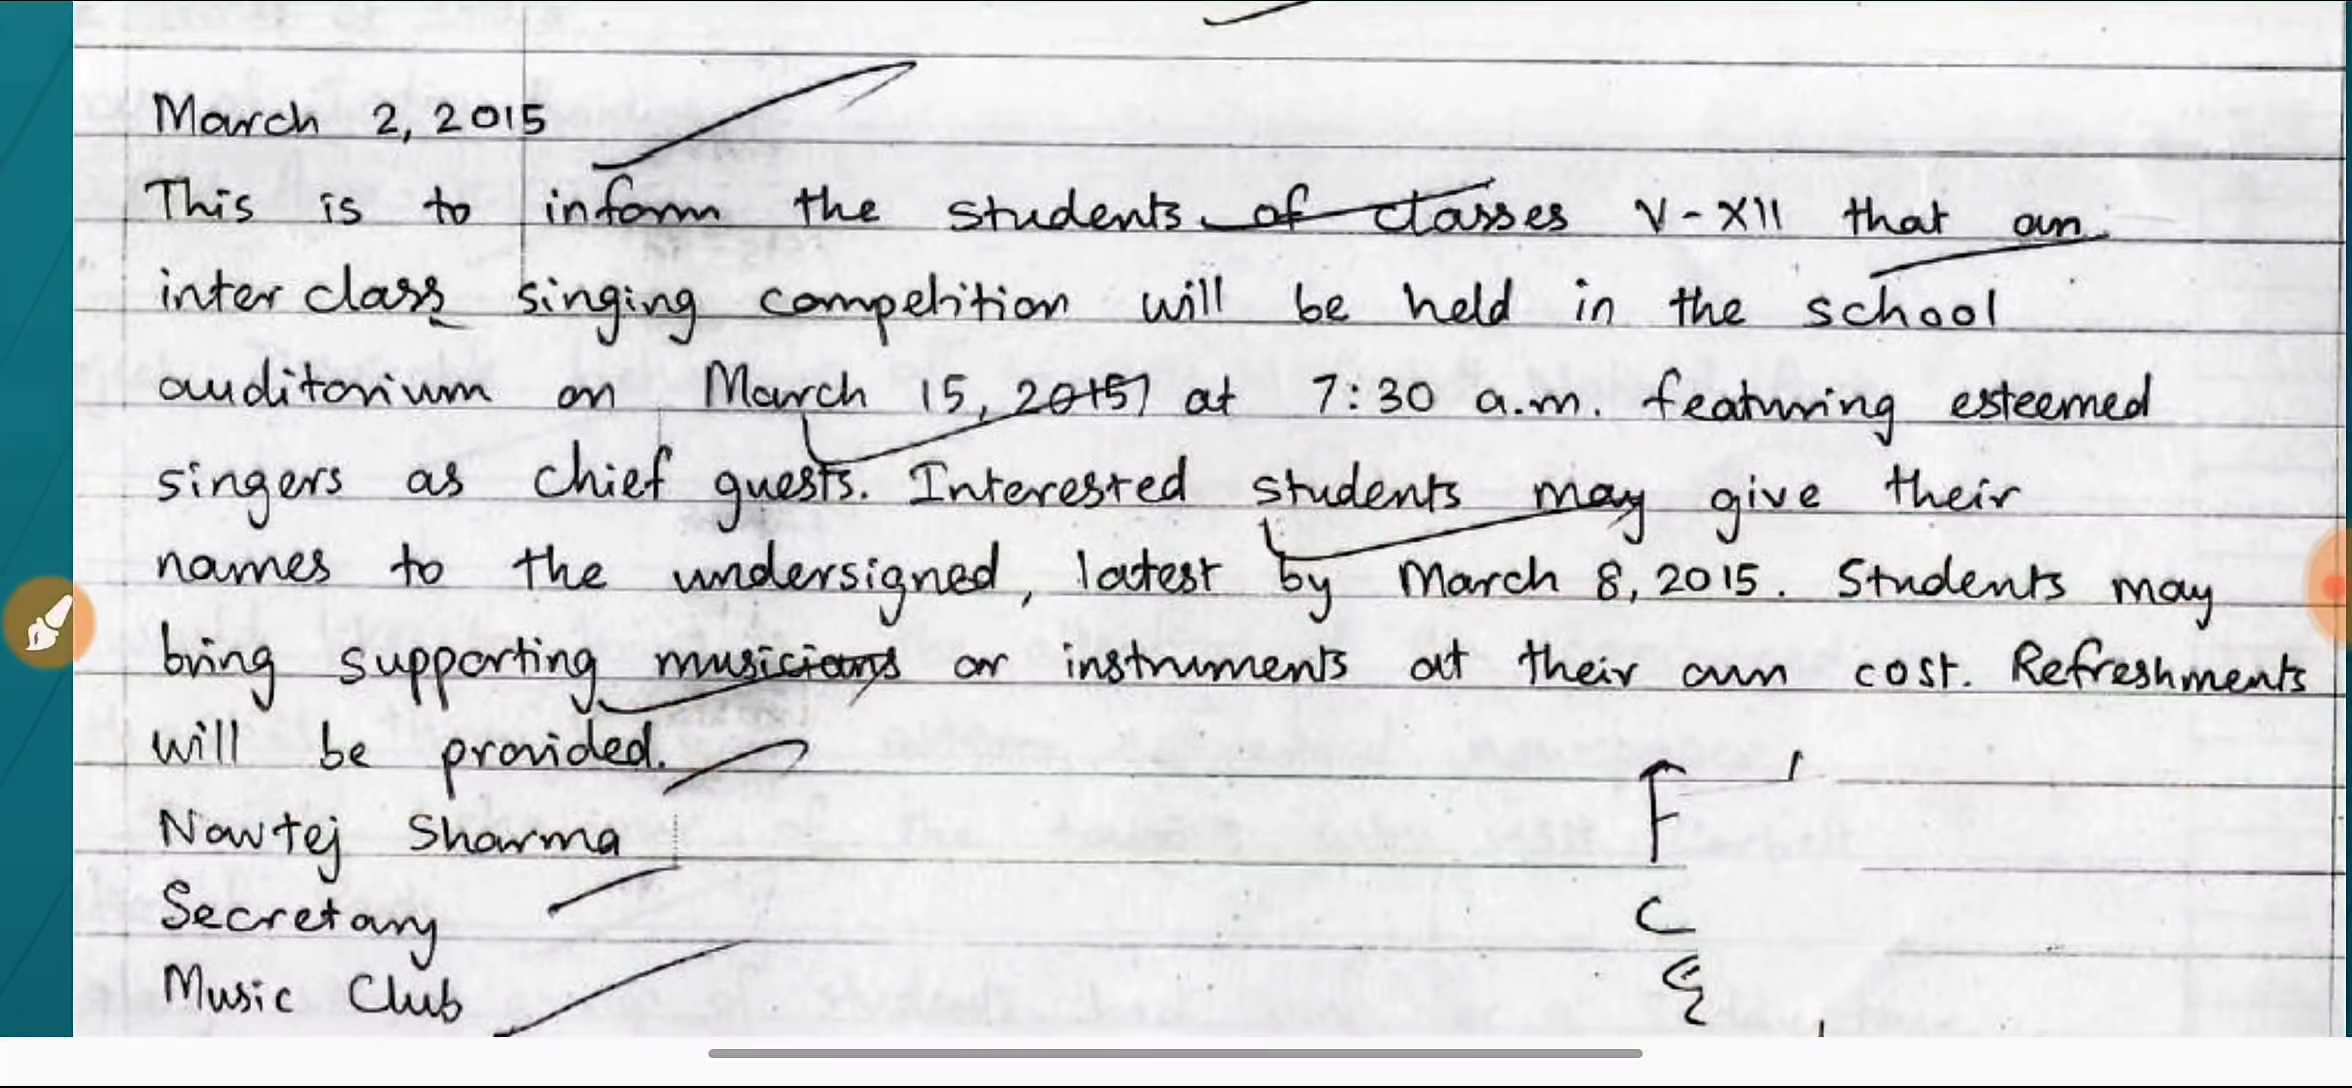 March 2, 2015
This is to inform the students of classes V-XII that an
inter class singing competition will be held in the school
auditorium on March 15, 2015, at 7:30 a.m. featuring esteemed
singers as chief guests. Interested students may give their
names to the undersigned, latest by March 8, 2015. Students may
bring supporting musicians or instruments at their own cost. Refreshments
will be provided.
Navtej Sharma
F
Secretary
C
Music Club
E